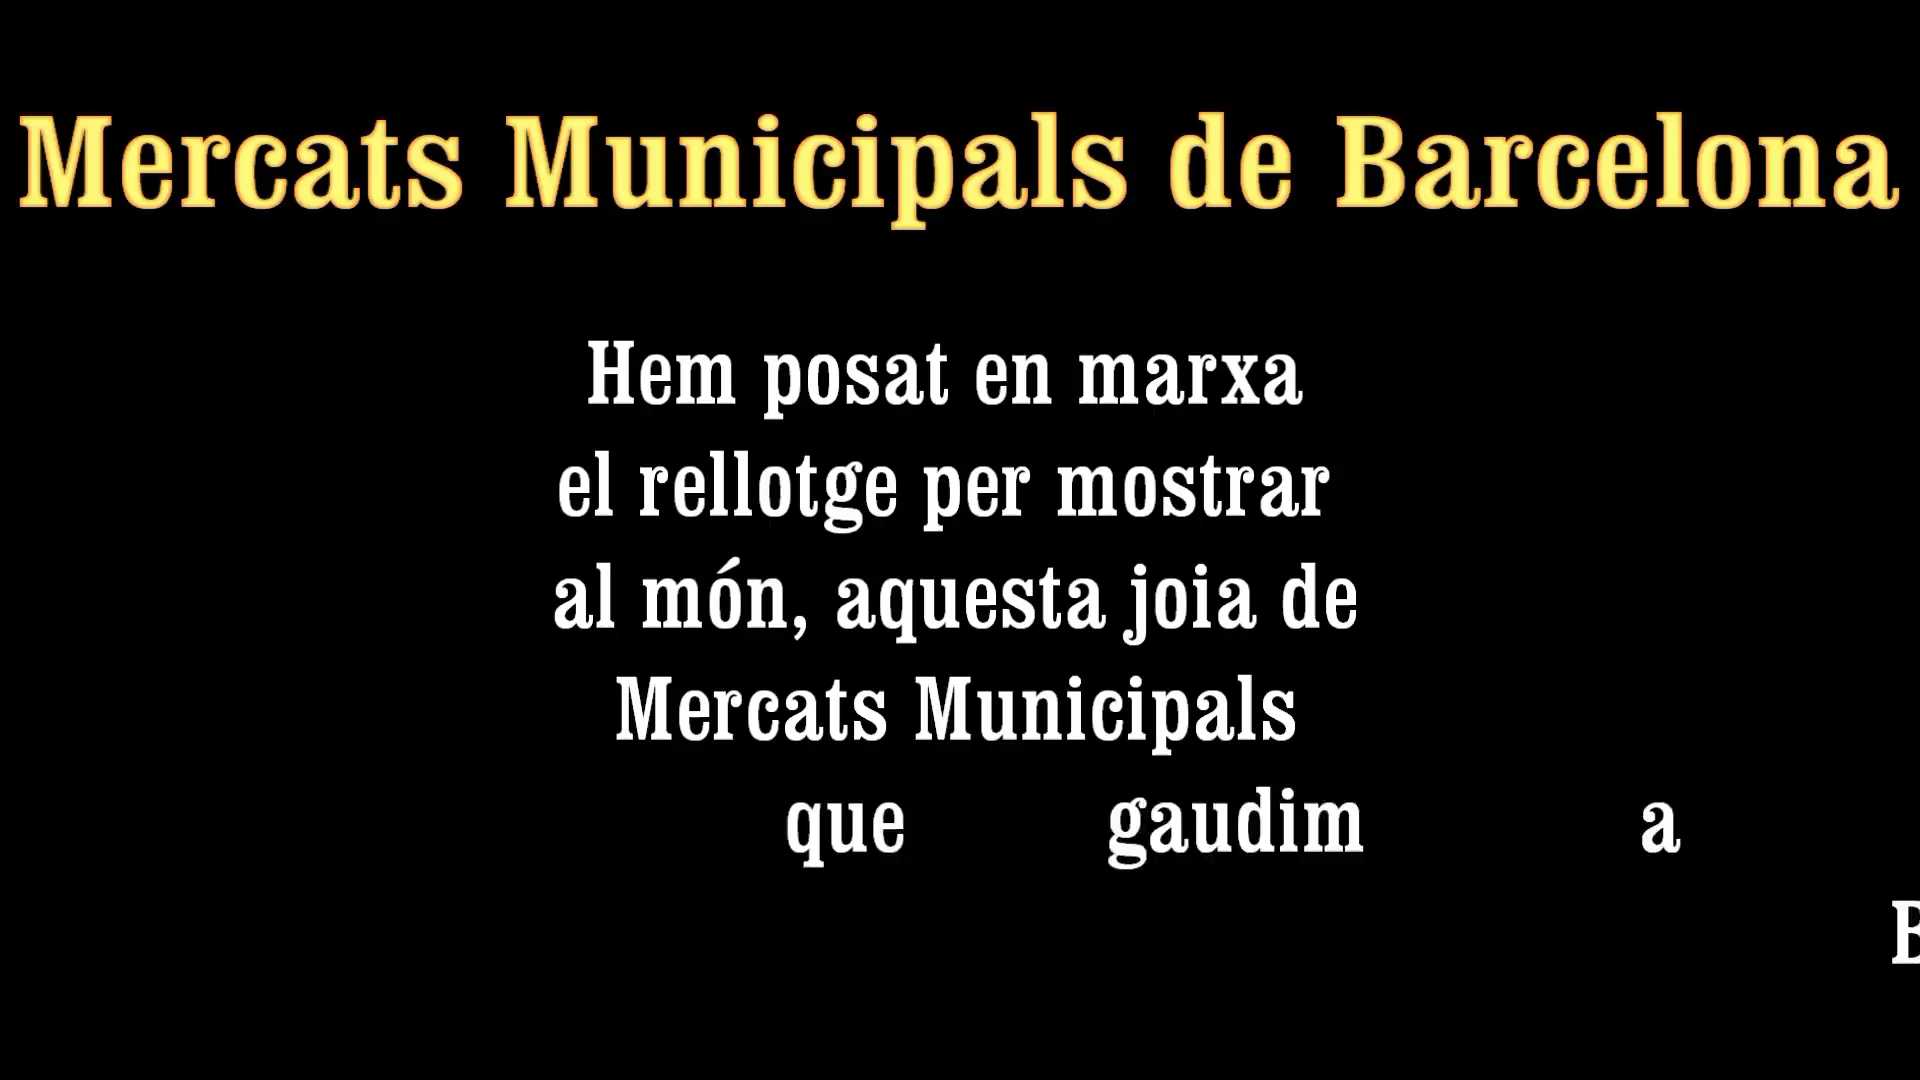 Mercats Municipals de Barcelona
Hem posat en marxa
el rellotge per mostrar
al món, aquesta joia de
Mercats Municipals
que gaudim a